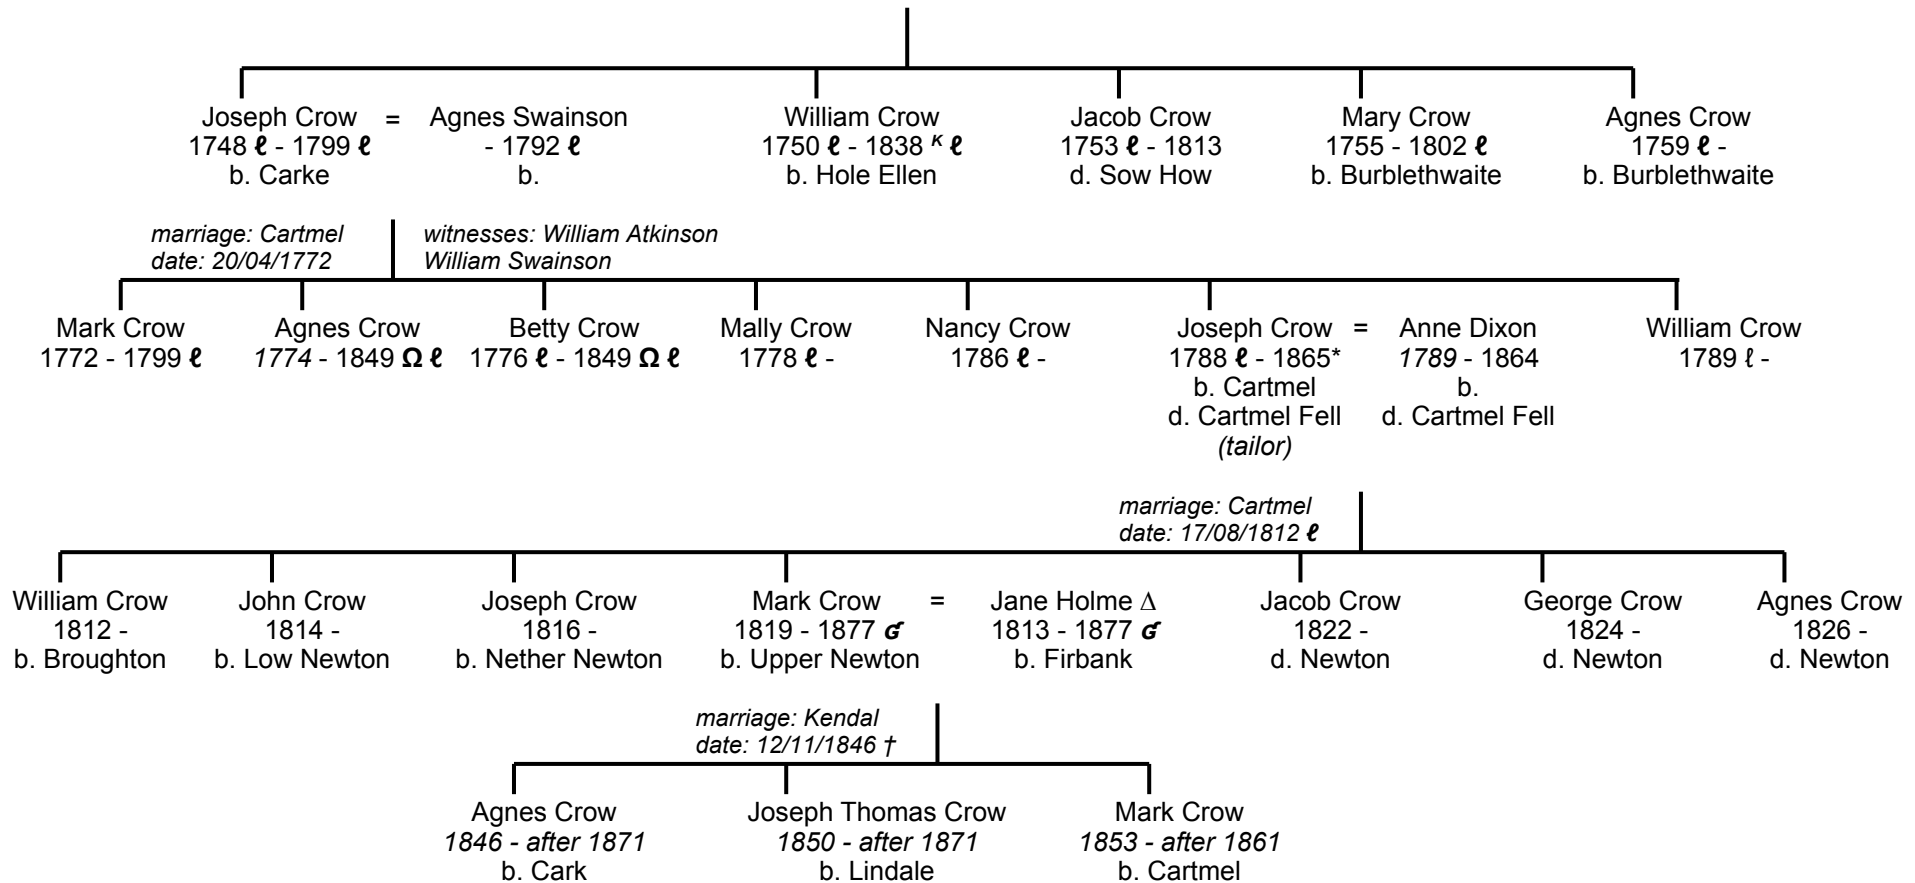 Joseph Crow = Agnes Swainson William Crow Jacob Crow Mary Crow Agnes Crow
1748 ℓ - 1799 ℓ - 1792 ℓ 1750 ℓ - 1838 ᴷ ℓ 1753 ℓ - 1813 1755 - 1802 ℓ 1759 ℓ -
b. Carke b. b. Hole Ellen d. Sow How b. Burblethwaite b. Burblethwaite
marriage: Cartmel witnesses: William Atkinson
date: 20/04/1772 William Swainson
Mark Crow Agnes Crow Betty Crow Mally Crow Nancy Crow Joseph Crow = Anne Dixon William Crow
1772 - 1799 ℓ 1774 - 1849 Ω ℓ 1776 ℓ - 1849 Ω ℓ 1778 ℓ - 1786 ℓ - 1788 ℓ - 1865* 1789 - 1864 1789 ℓ -
b. Cartmel b.
d. Cartmel Fell d. Cartmel Fell
(tailor)
marriage: Cartmel
date: 17/08/1812 ℓ
William Crow John Crow Joseph Crow Mark Crow = Jane Holme Δ Jacob Crow George Crow Agnes Crow
1812 - 1814 - 1816 - 1819 - 1877 ɠ 1813 - 1877 ɠ 1822 - 1824 - 1826 -
b. Broughton b. Low Newton b. Nether Newton b. Upper Newton b. Firbank d. Newton d. Newton d. Newton
marriage: Kendal
date: 12/11/1846 †
Agnes Crow Joseph Thomas Crow Mark Crow
1846 - after 1871 1850 - after 1871 1853 - after 1861
b. Cark b. Lindale b. Cartmel